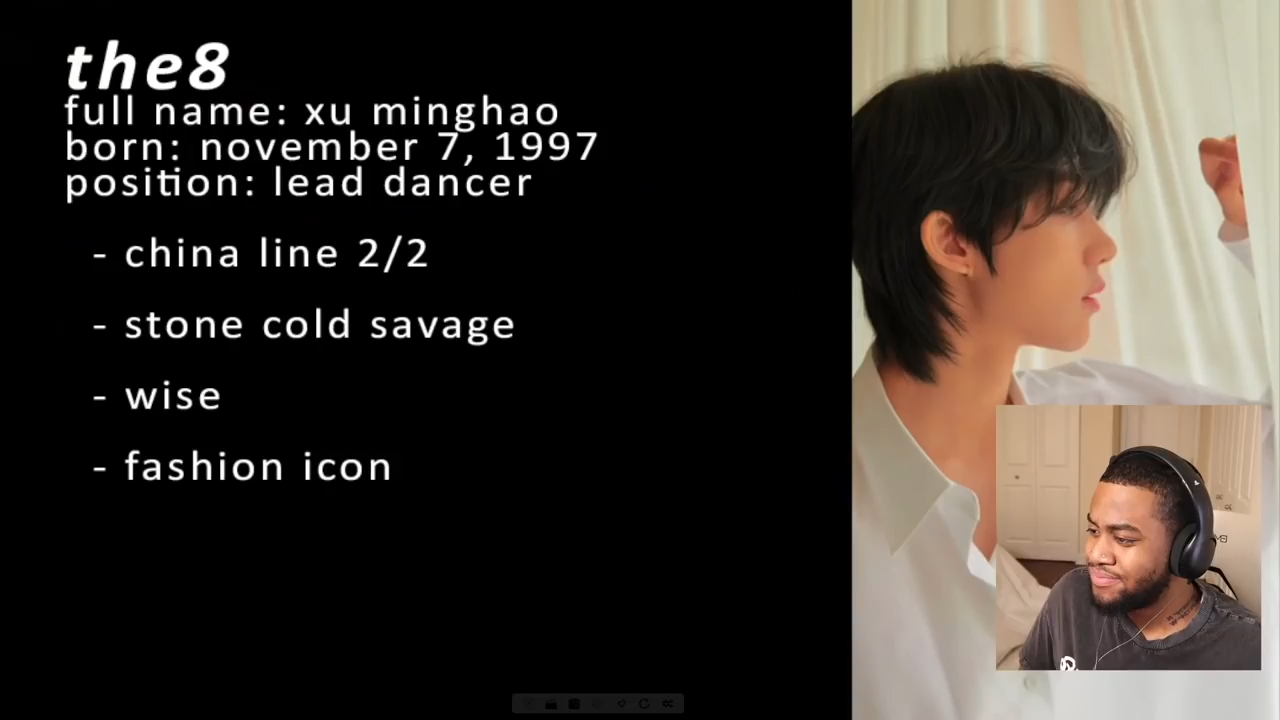 the8
full name: xu minghao
born: november 7, 1997
position: lead dancer
- china line 2/2
- stone cold savage
- wise
- fashion icon